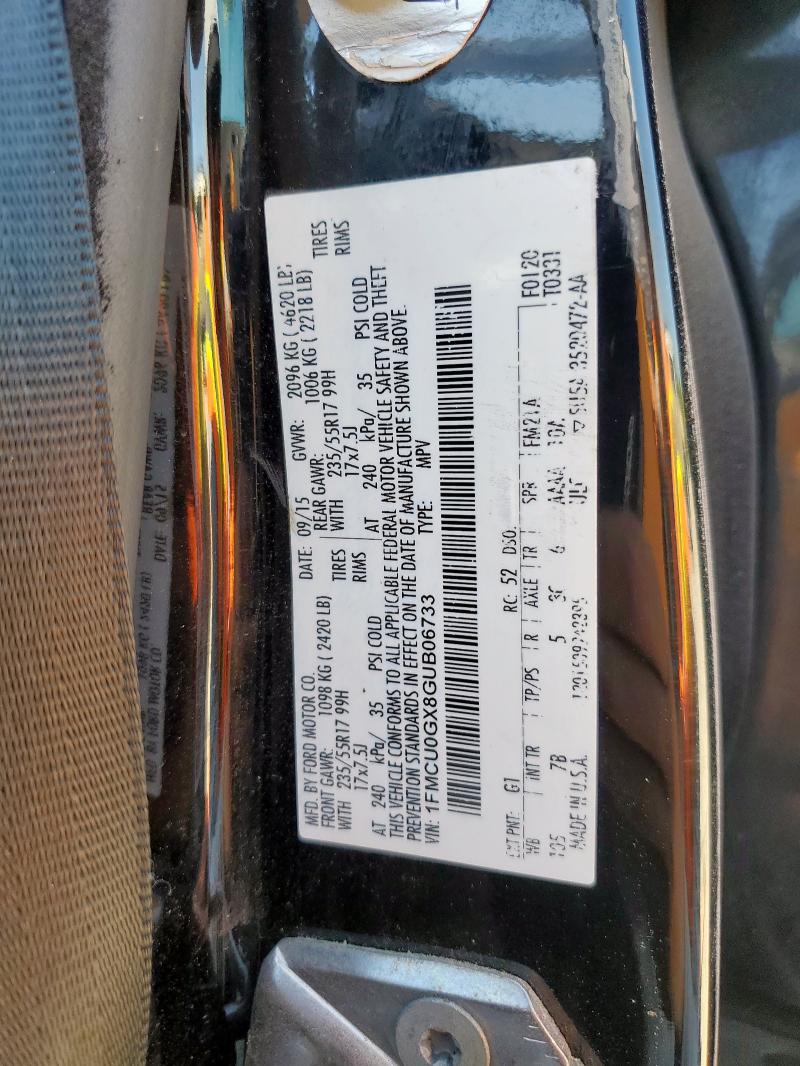 MFD. BY FORD MOTOR CO.
DATE: 09/15 GVWR: 2096 KG ( 4620 LB)
FRONT GAWR: 1098 KG ( 2420 LB) REAR GAWR: 1006 KG ( 2218 LB)
WITH 235/55R17 99H TIRES WITH 235/55R17 99H TIRES
17x7.5J RIMS 17x7.5J RIMS
AT 240 kPa/ 35 PSI COLD AT 240 kPa/ 35 PSI COLD
THIS VEHICLE CONFORMS TO ALL APPLICABLE FEDERAL MOTOR VEHICLE SAFETY AND THEFT
PREVENTION STANDARDS IN EFFECT ON THE DATE OF MANUFACTURE SHOWN ABOVE.
VIN: 1FMCU0GX8GUB06733 TYPE: MPV
EXT PNT: G1 RC: 52 DSO: F0120
WB INT TR TP/PS R AXLE TR SPR T0331
105 7B 5 3C 6 AAAA
MADE IN U.S.A.